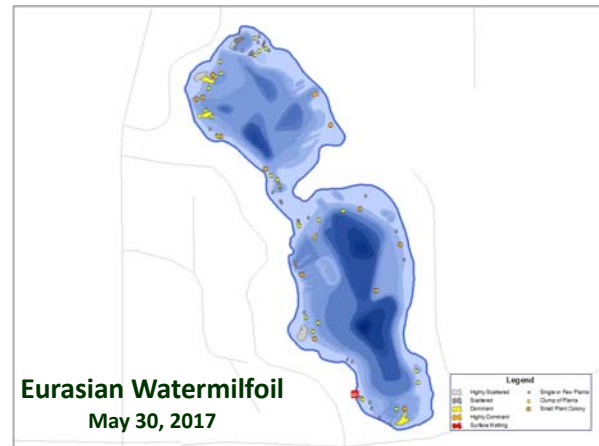 Eurasian Watermilfoil
May 30, 2017
Legend
Highly Scattered
Scattered
Dominant
Highly Dominant
Surface Matting
Single or Few Plants
Clump of Plants
Small Plant Colony